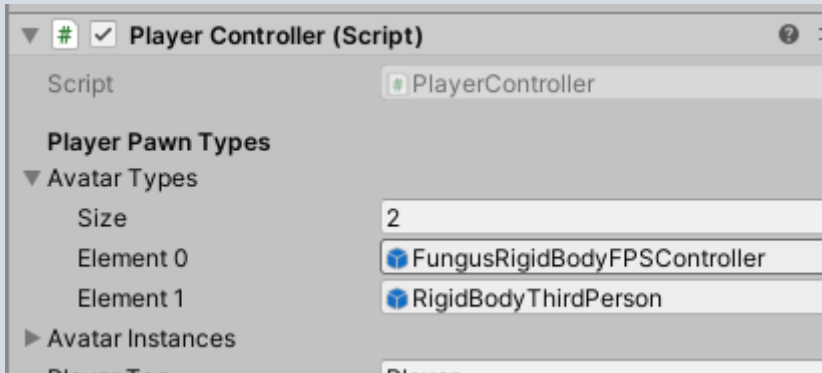 Player Controller (Script)
Script PlayerController
Player Pawn Types
Avatar Types
Size 2
Element 0 FungusRigidBodyFPSController
Element 1 RigidBodyThirdPerson
Avatar Instances